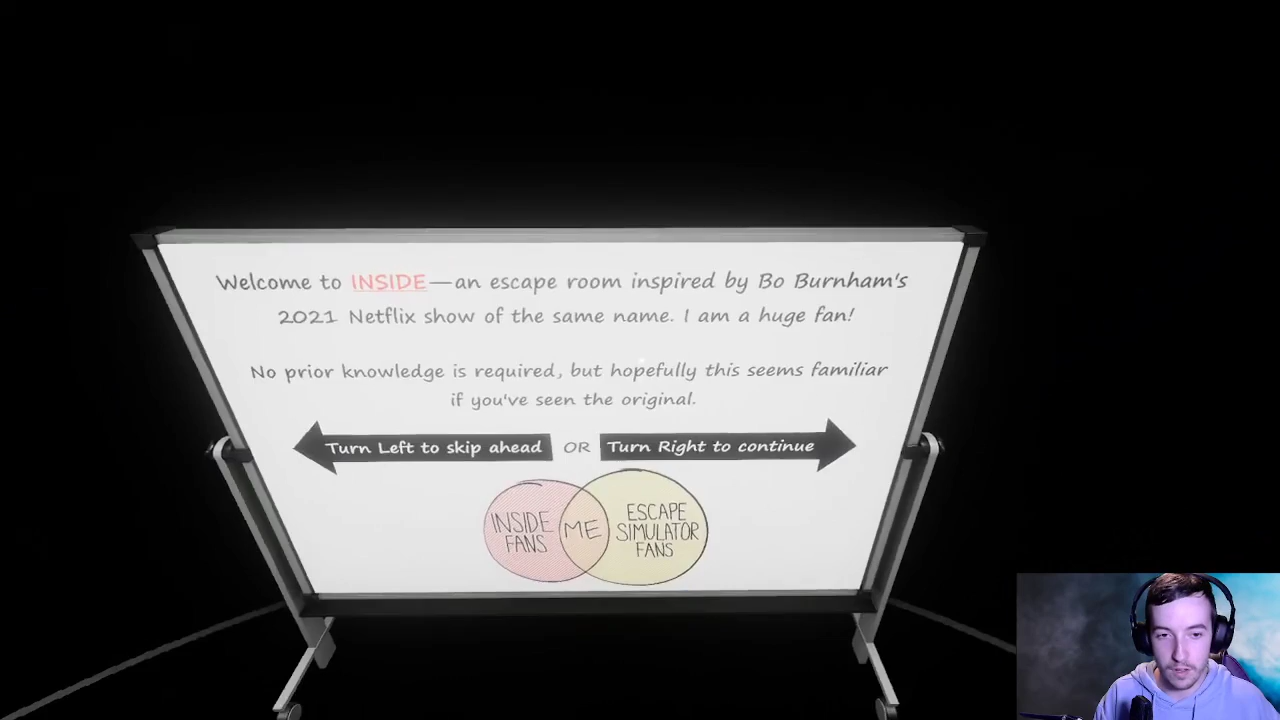 Welcome to INSIDE—an escape room inspired by Bo Burnham's
2021 Netflix show of the same name. I am a huge fan!
No prior knowledge is required, but hopefully this seems familiar
if you've seen the original.
Turn Left to skip ahead OR Turn Right to continue
INSIDE
FANS
ME
ESCAPE
SIMULATOR
FANS